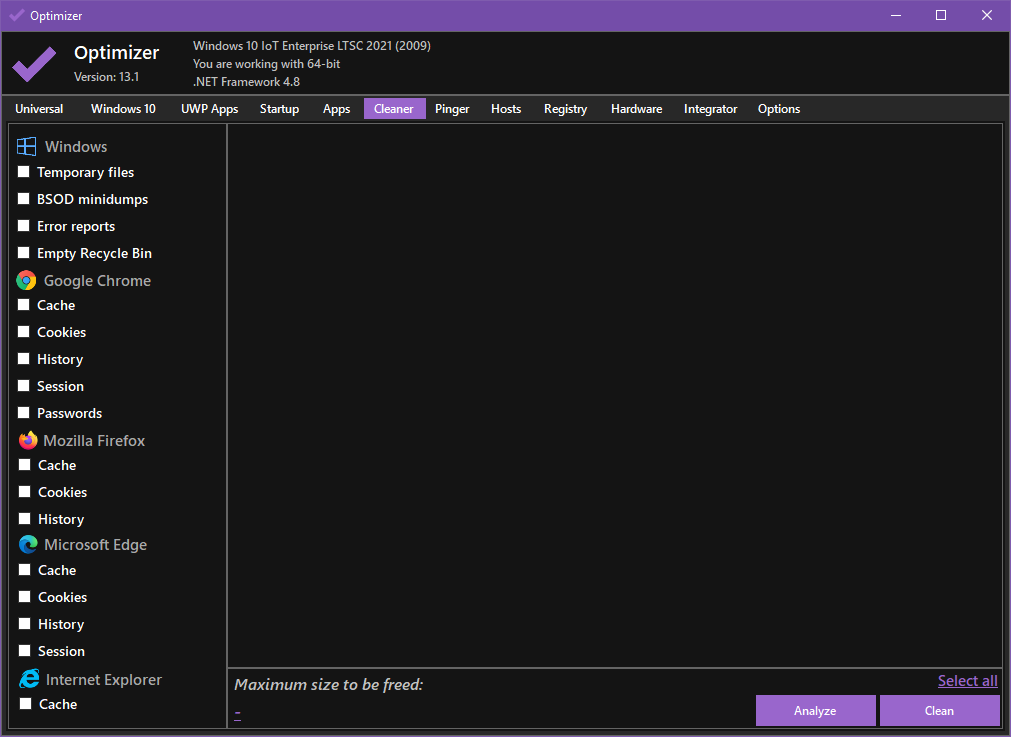 Optimizer
Optimizer
Version: 13.1
Windows 10 IoT Enterprise LTSC 2021 (2009)
You are working with 64-bit
.NET Framework 4.8
Universal Windows 10 UWP Apps Startup Apps Cleaner Pinger Hosts Registry Hardware Integrator Options
Windows
Temporary files
BSOD minidumps
Error reports
Empty Recycle Bin
Google Chrome
Cache
Cookies
History
Session
Passwords
Mozilla Firefox
Cache
Cookies
History
Microsoft Edge
Cache
Cookies
History
Session
Internet Explorer
Cache
Maximum size to be freed:
-
Select all
Analyze Clean